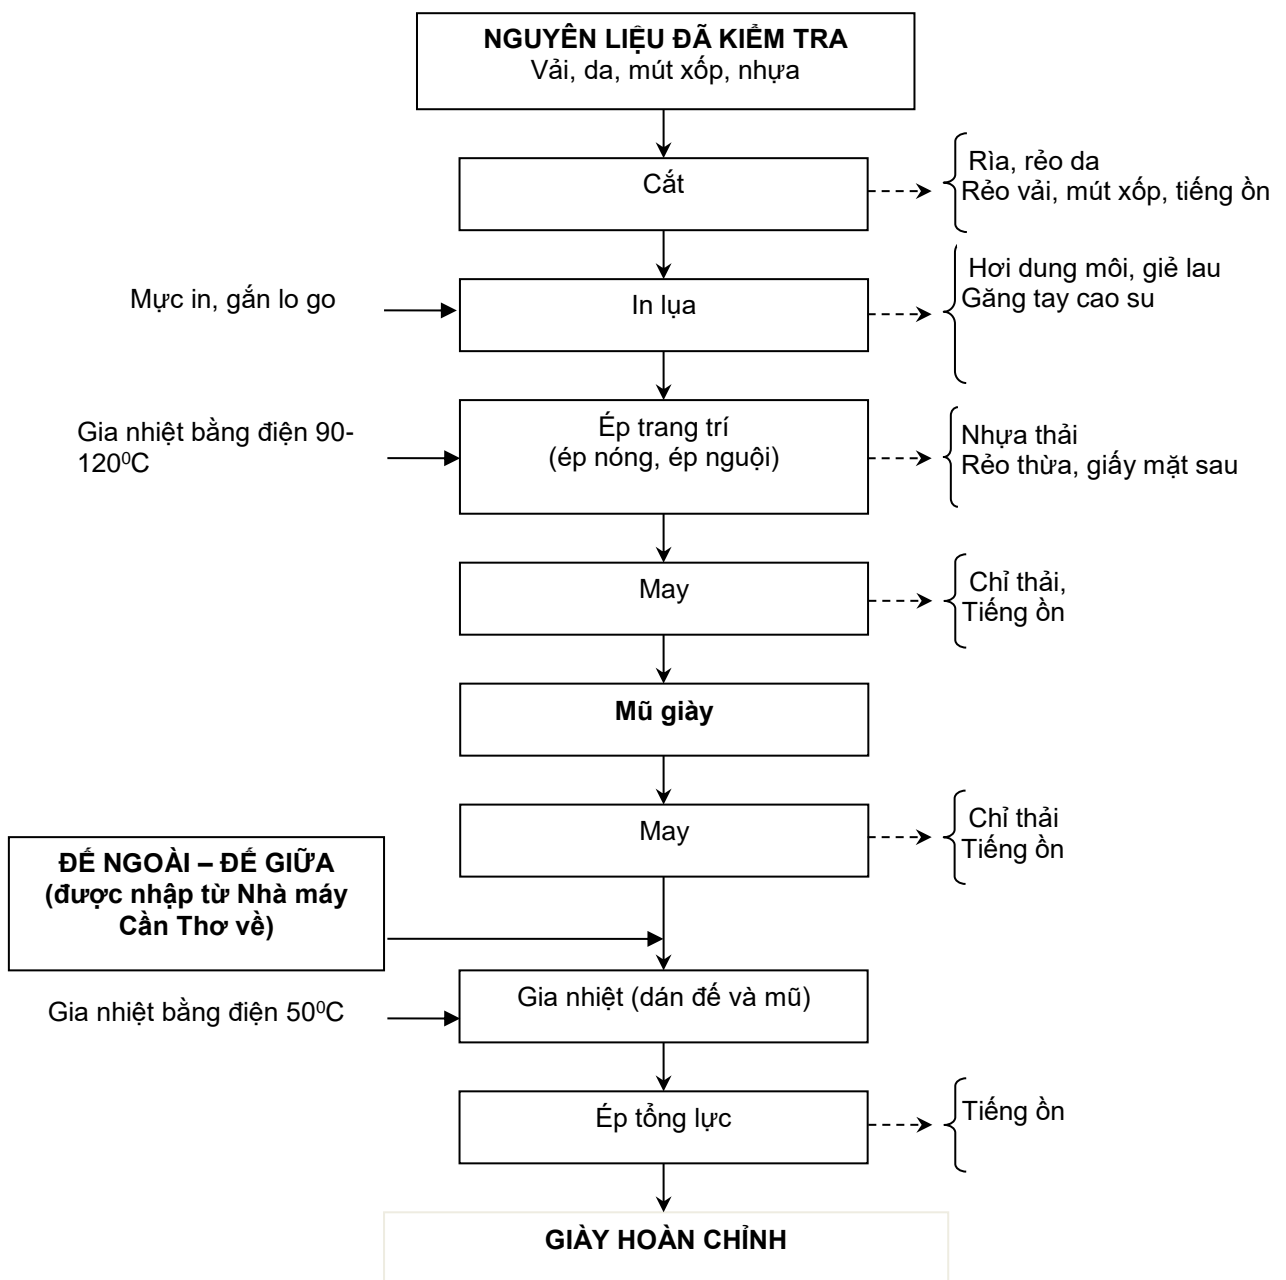 NGUYÊN LIỆU ĐÃ KIỂM TRA
Vải, da, mút xốp, nhựa
Cắt
Rìa, rẻo da
Rẻo vải, mút xốp, tiếng ồn
Mực in, gắn lo go
In lụa
Hơi dung môi, giẻ lau
Găng tay cao su
Gia nhiệt bằng điện 90-
120⁰C
Ép trang trí
(ép nóng, ép nguội)
Nhựa thải
Rẻo thừa, giấy mặt sau
May
Chỉ thải,
Tiếng ồn
Mũ giày
May
Chỉ thải
Tiếng ồn
ĐẾ NGOÀI – ĐẾ GIỮA
(được nhập từ Nhà máy
Cần Thơ về)
Gia nhiệt bằng điện 50⁰C
Gia nhiệt (dán đế và mũ)
Ép tổng lực
Tiếng ồn
GIÀY HOÀN CHỈNH